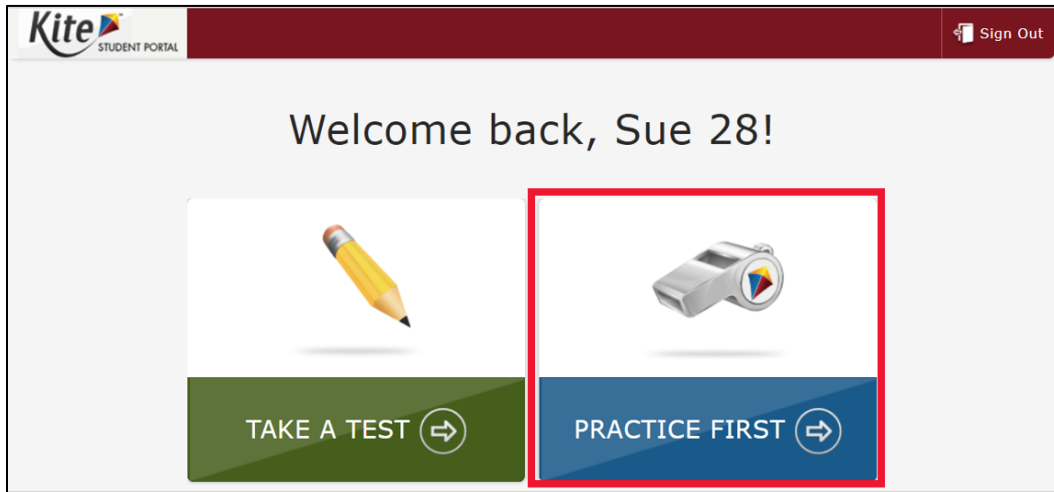 Kite
STUDENT PORTAL
Sign Out
Welcome back, Sue 28!
TAKE A TEST
PRACTICE FIRST